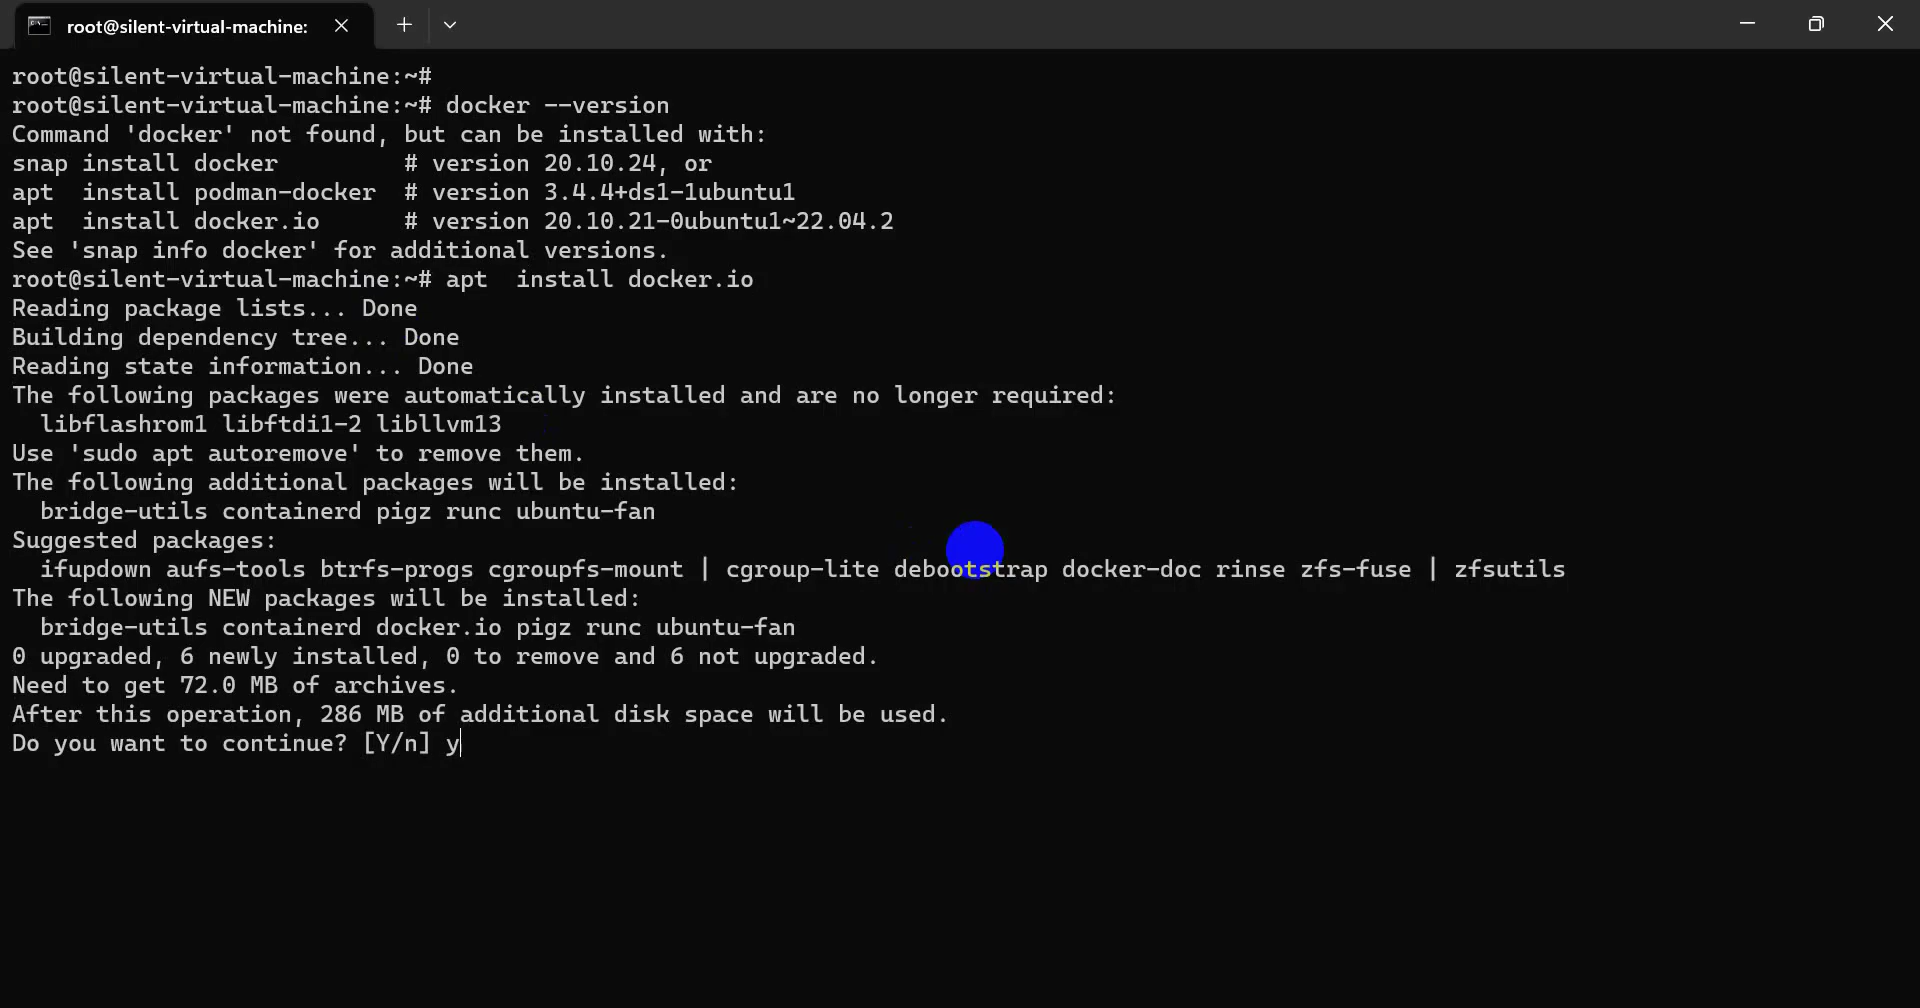 root@silent-virtual-machine:
root@silent-virtual-machine:~#
root@silent-virtual-machine:~# docker --version
Command 'docker' not found, but can be installed with:
snap install docker         # version 20.10.24, or
apt  install podman-docker  # version 3.4.4+ds1-1ubuntu1
apt  install docker.io      # version 20.10.21-0ubuntu1~22.04.2
See 'snap info docker' for additional versions.
root@silent-virtual-machine:~# apt  install docker.io
Reading package lists... Done
Building dependency tree... Done
Reading state information... Done
The following packages were automatically installed and are no longer required:
  libflashrom1 libftdi1-2 libllvm13
Use 'sudo apt autoremove' to remove them.
The following additional packages will be installed:
  bridge-utils containerd pigz runc ubuntu-fan
Suggested packages:
  ifupdown aufs-tools btrfs-progs cgroupfs-mount | cgroup-lite debootstrap docker-doc rinse zfs-fuse | zfsutils
The following NEW packages will be installed:
  bridge-utils containerd docker.io pigz runc ubuntu-fan
0 upgraded, 6 newly installed, 0 to remove and 6 not upgraded.
Need to get 72.0 MB of archives.
After this operation, 286 MB of additional disk space will be used.
Do you want to continue? [Y/n] y